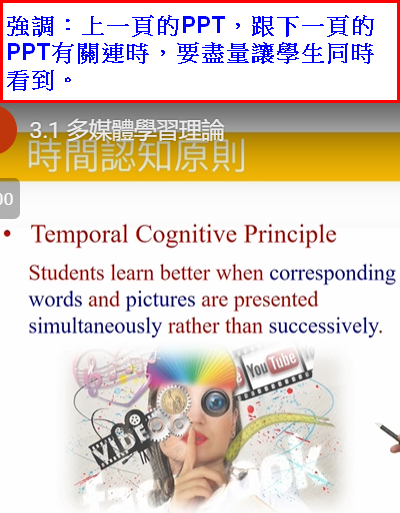 強調：上一頁的PPT，跟下一頁的
PPT有關連時，要盡量讓學生同時
看到。
3.1 多媒體學習理論
時間認知原則
00
• Temporal Cognitive Principle
Students learn better when corresponding
words and pictures are presented
simultaneously rather than successively.
You Tube
VIDEO
facebook